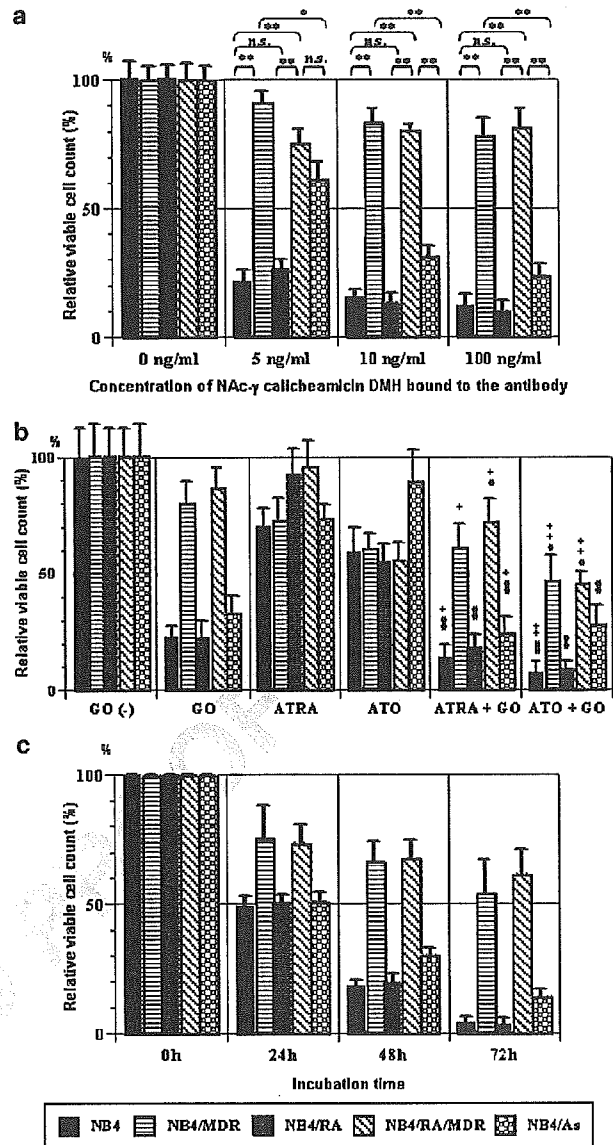 a
* ** **
** ** **
n.s. n.s. n.s.
** ** n.s. ** ** ** ** ** **
Relative viable cell count (%)
100
50
0
0 ng/ml 5 ng/ml 10 ng/ml 100 ng/ml
Concentration of NAc-γ calicheamicin DMH bound to the antibody
b
%
Relative viable cell count (%)
100
50
0
GO (-) GO ATRA ATO ATRA + GO ATO + GO
c
%
Relative viable cell count (%)
100
50
0
0h 24h 48h 72h
Incubation time
NB4 NB4/MDR NB4/RA NB4/RA/MDR NB4/As